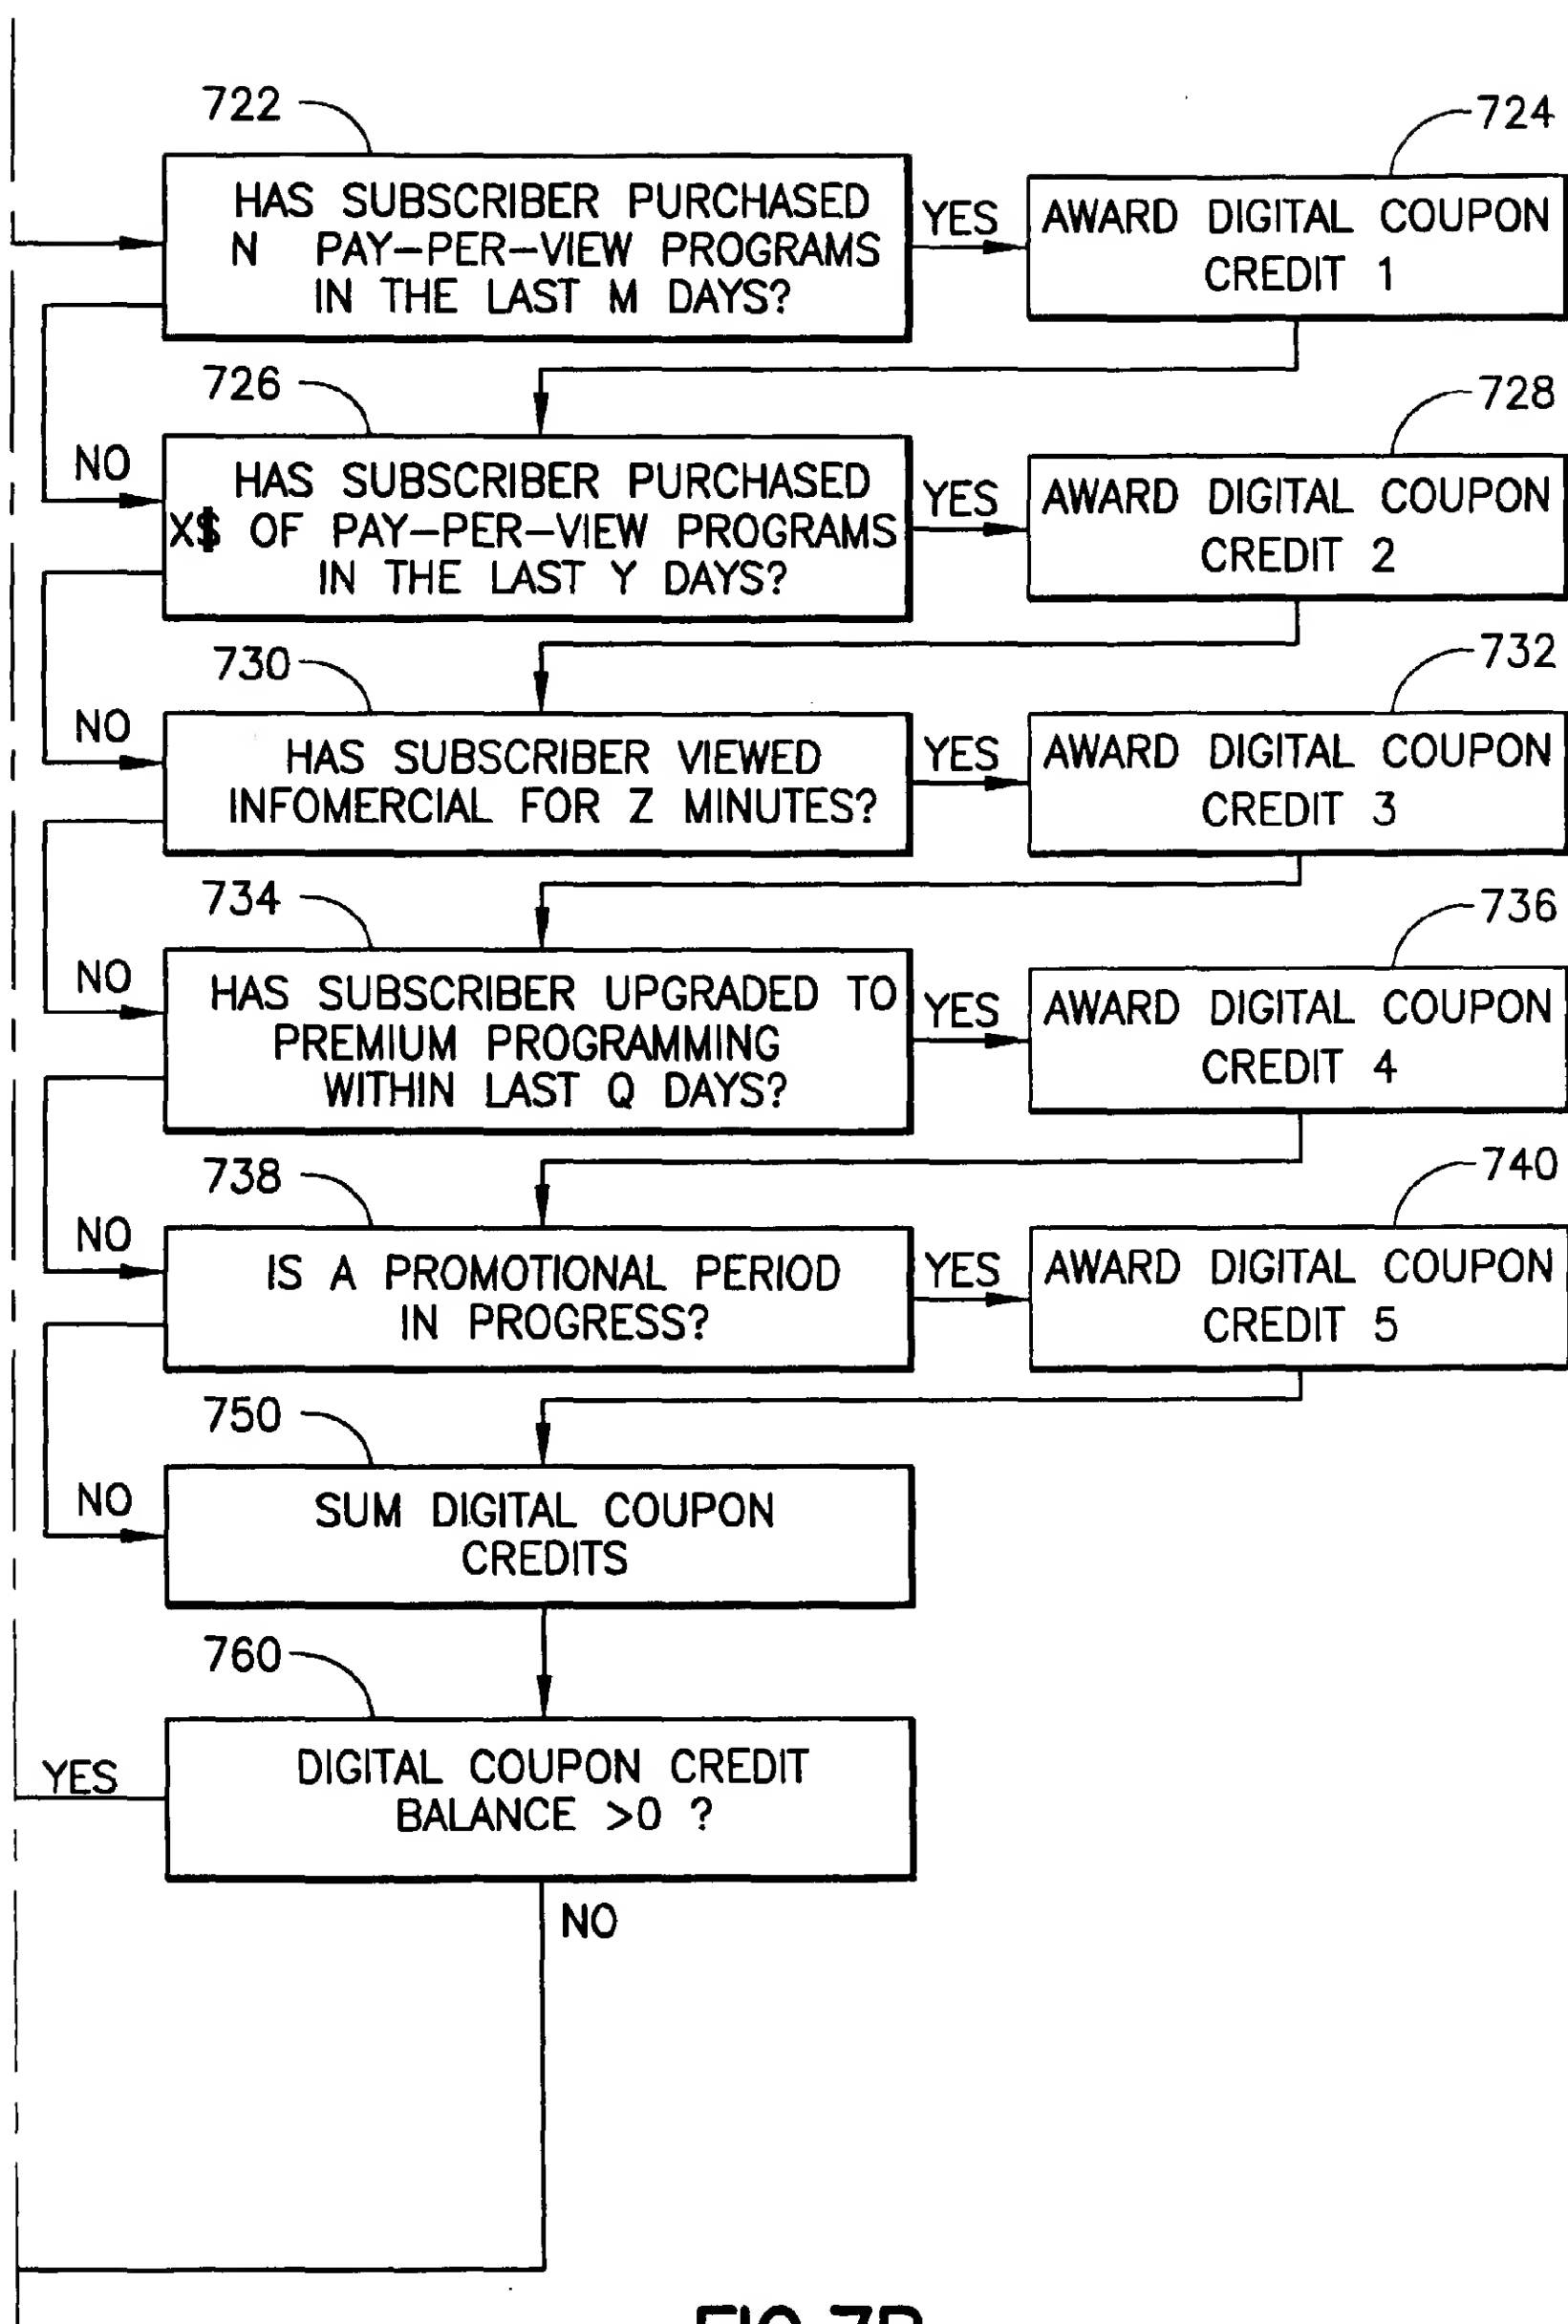 722
724
HAS SUBSCRIBER PURCHASED
N PAY-PER-VIEW PROGRAMS
IN THE LAST M DAYS?
YES
AWARD DIGITAL COUPON
CREDIT 1
726
728
NO
HAS SUBSCRIBER PURCHASED
X$ OF PAY-PER-VIEW PROGRAMS
IN THE LAST Y DAYS?
YES
AWARD DIGITAL COUPON
CREDIT 2
730
732
NO
HAS SUBSCRIBER VIEWED
INFOMERCIAL FOR Z MINUTES?
YES
AWARD DIGITAL COUPON
CREDIT 3
734
736
NO
HAS SUBSCRIBER UPGRADED TO
PREMIUM PROGRAMMING
WITHIN LAST Q DAYS?
YES
AWARD DIGITAL COUPON
CREDIT 4
738
740
NO
IS A PROMOTIONAL PERIOD
IN PROGRESS?
YES
AWARD DIGITAL COUPON
CREDIT 5
750
NO
SUM DIGITAL COUPON
CREDITS
760
YES
DIGITAL COUPON CREDIT
BALANCE >0 ?
NO